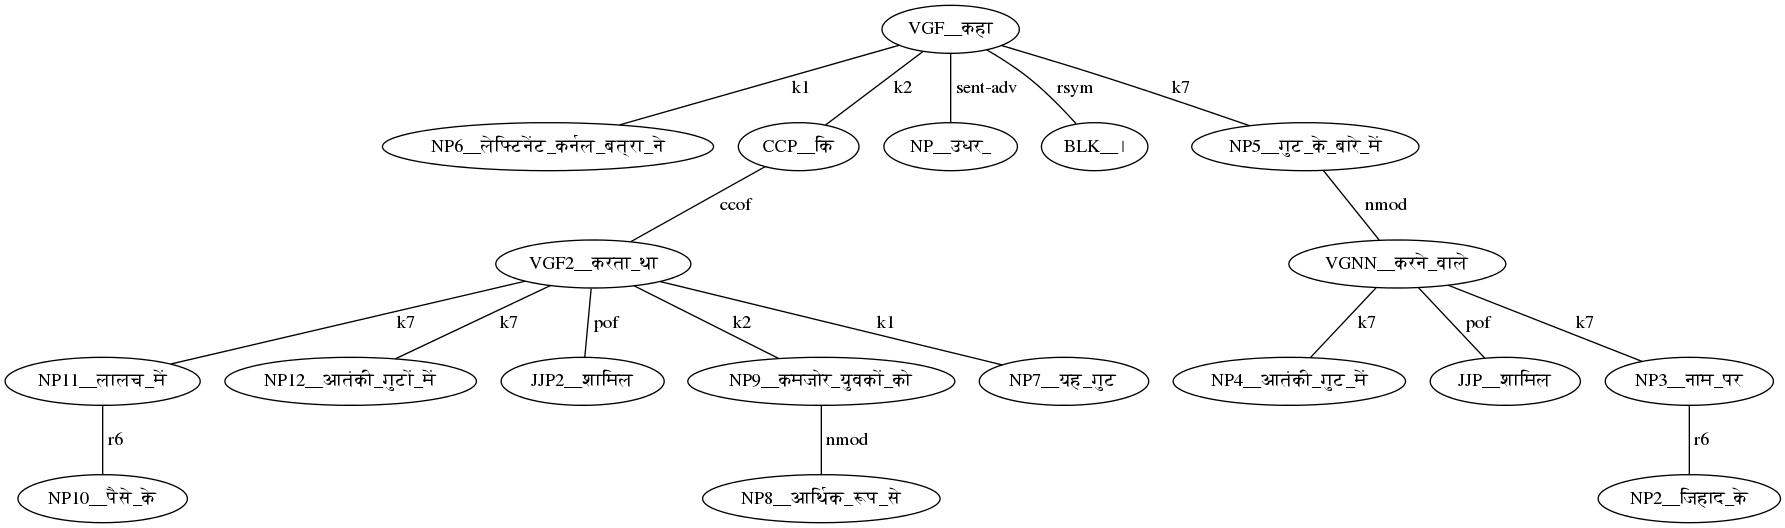 VGF__कहा
k1 k2 sent-adv rsym k7
NP6__लेफ्टिनेंट_कर्नल_बत्रा_ने CCP__कि NP__उधर_ BLK__। NP5__गुट_के_बारे_में
ccof nmod
VGF2__करता_था VGNN__करने_वाले
k7 k7 pof k2 k1 k7 pof k7
NP11__लालच_में NP12__आतंकी_गुटों_में JJP2__शामिल NP9__कमजोर_युवकों_को NP7__यह_गुट NP4__आतंकी_गुट_में JJP__शामिल NP3__नाम_पर
r6 nmod r6
NP10__पैसे_के NP8__आर्थिक_रूप_से NP2__जिहाद_के